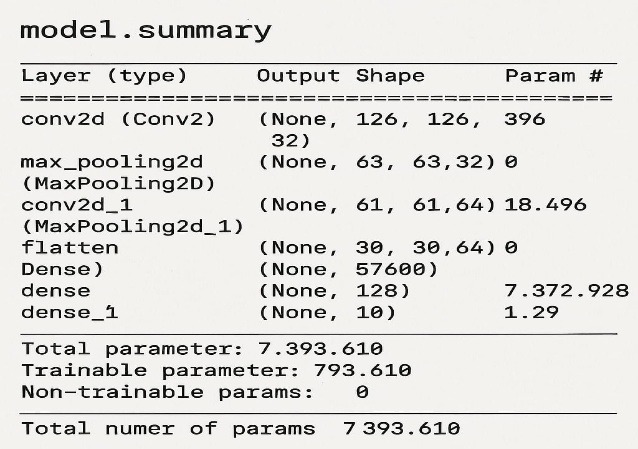 model.summary
Layer (type) Output Shape Param #
==========================================
conv2d (Conv2) (None, 126, 126, 396
32)
max_pooling2d (None, 63, 63,32) 0
(MaxPooling2D)
conv2d_1 (None, 61, 61,64) 18.496
(MaxPooling2d_1)
flatten (None, 30, 30,64) 0
Dense) (None, 57600)
dense (None, 128) 7.372.928
dense_1 (None, 10) 1.29
Total parameter: 7.393.610
Trainable parameter: 793.610
Non-trainable params: 0
Total numer of params 7 393.610